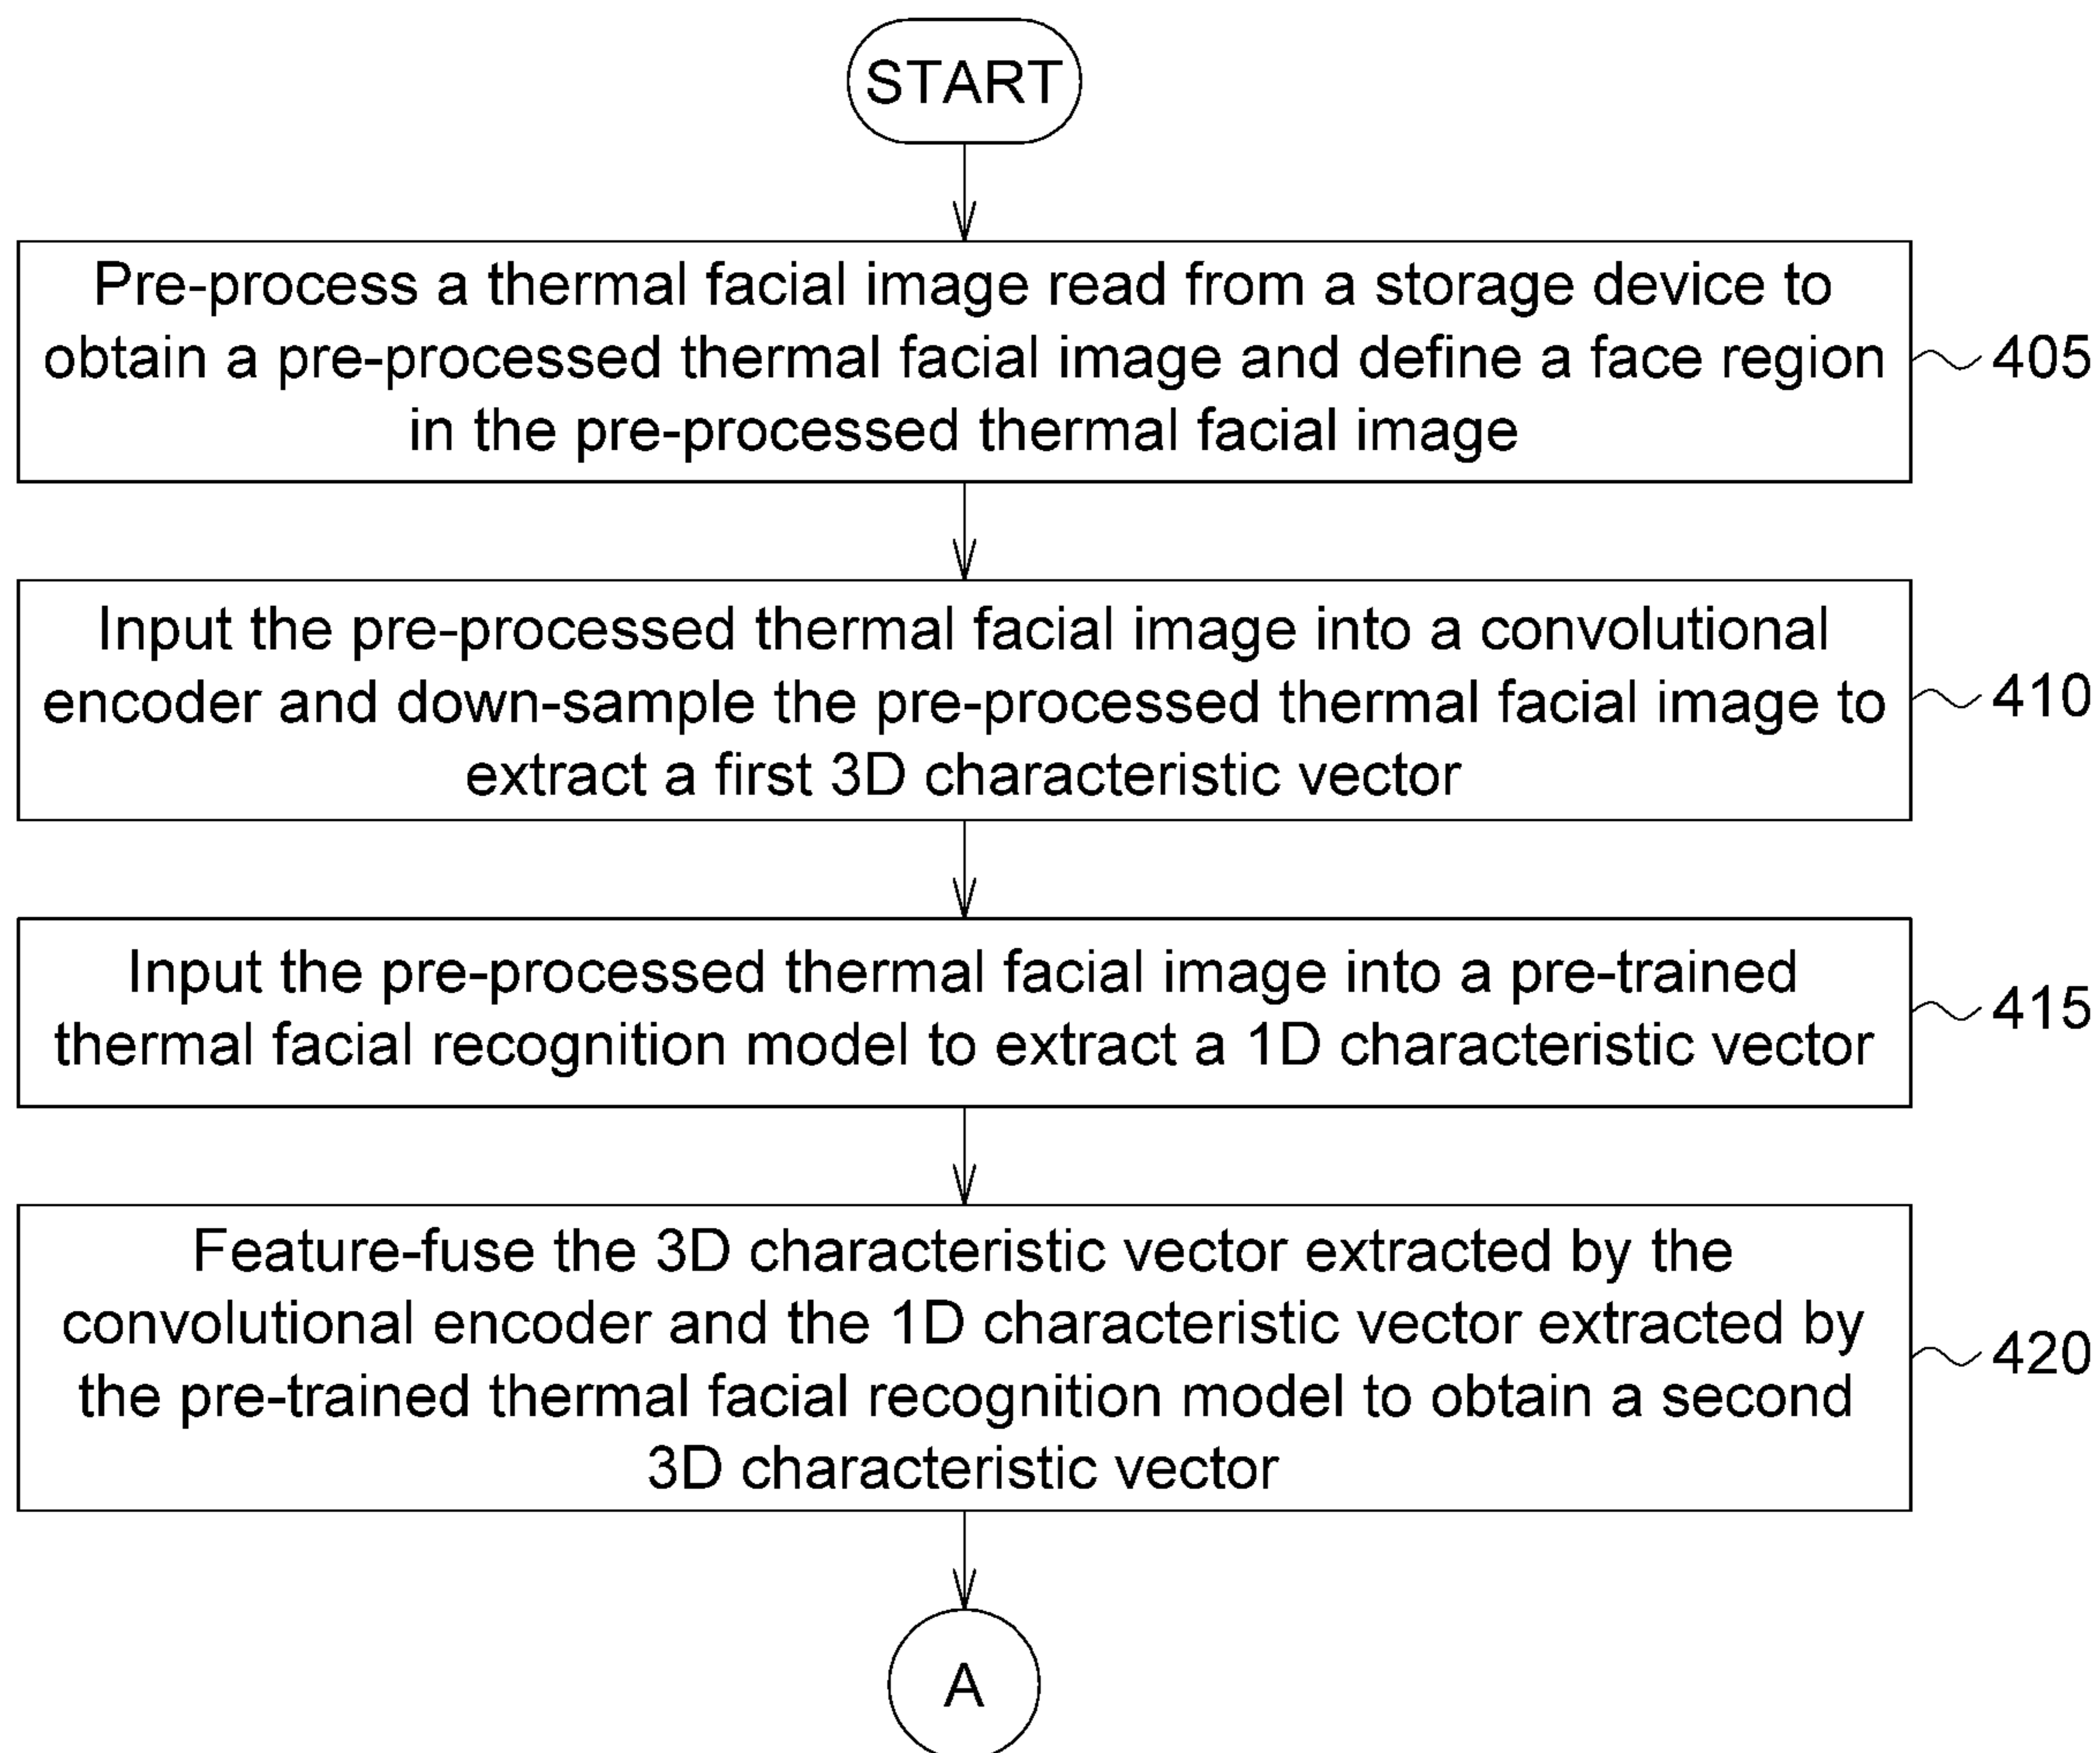 START
Pre-process a thermal facial image read from a storage device to
obtain a pre-processed thermal facial image and define a face region
in the pre-processed thermal facial image
405
Input the pre-processed thermal facial image into a convolutional
encoder and down-sample the pre-processed thermal facial image to
extract a first 3D characteristic vector
410
Input the pre-processed thermal facial image into a pre-trained
thermal facial recognition model to extract a 1D characteristic vector
415
Feature-fuse the 3D characteristic vector extracted by the
convolutional encoder and the 1D characteristic vector extracted by
the pre-trained thermal facial recognition model to obtain a second
3D characteristic vector
420
A